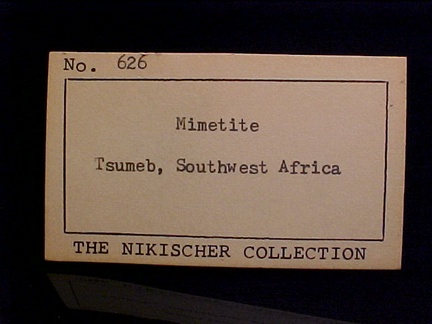 No. 626
Mimetite
Tsumeb, Southwest Africa
THE NIKISCHER COLLECTION